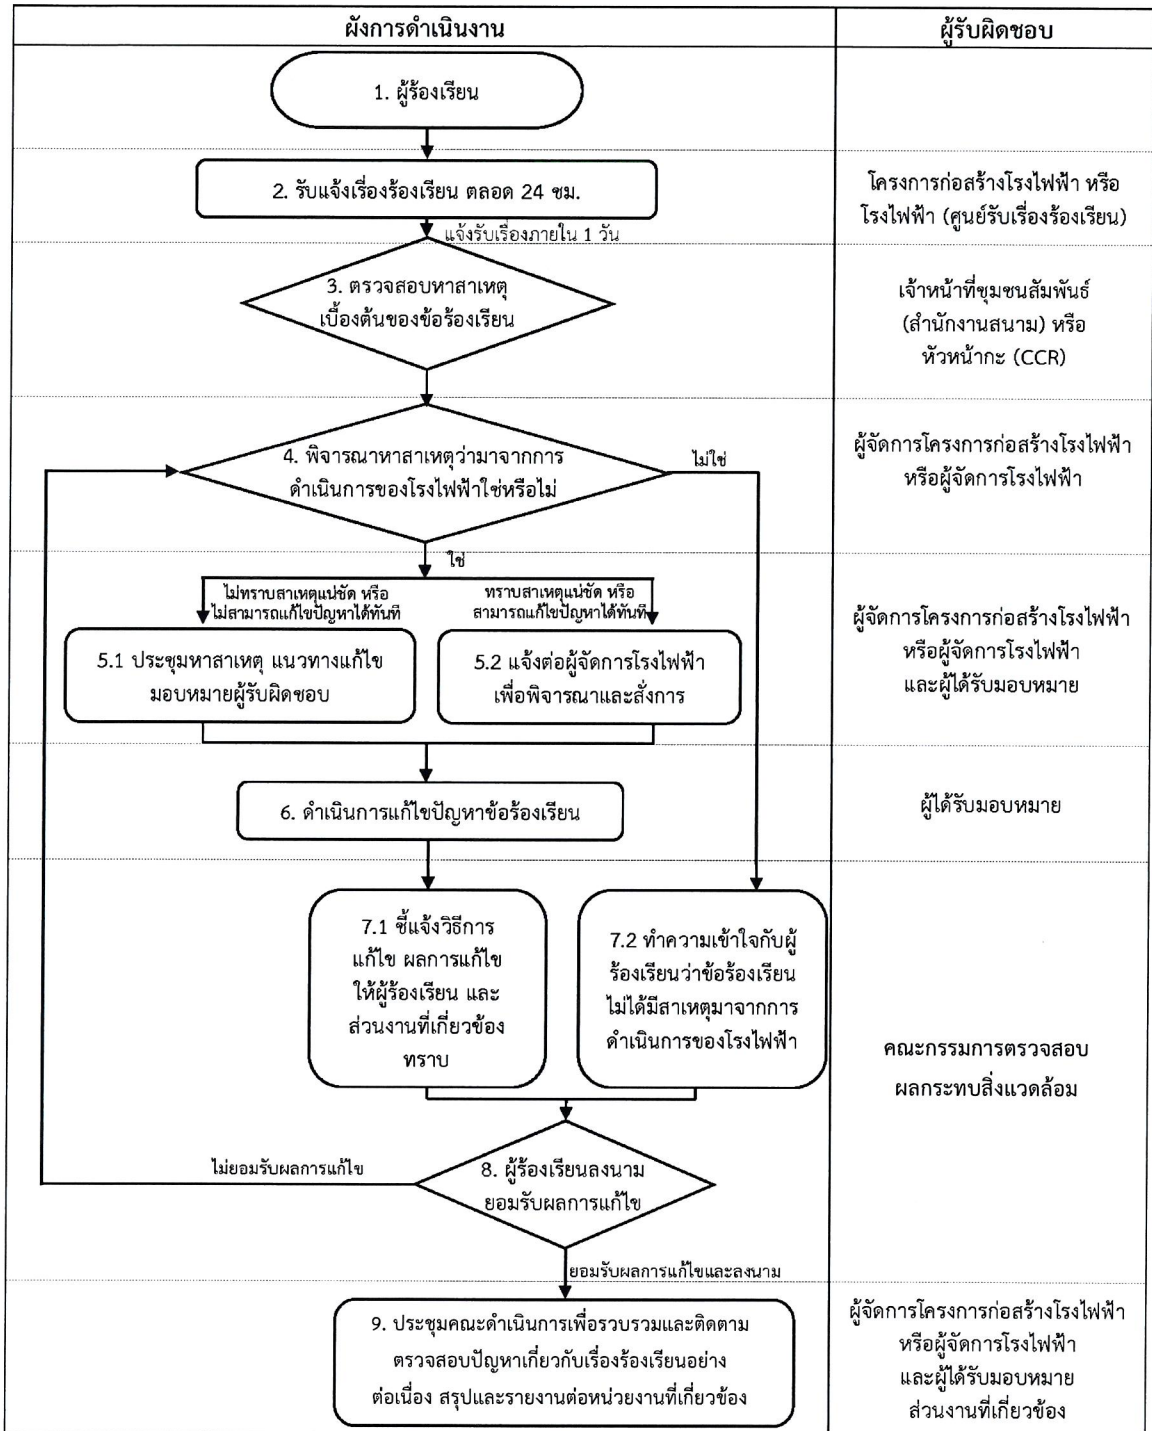 ผังการดำเนินงาน
ผู้รับผิดชอบ
1. ผู้ร้องเรียน
2. รับแจ้งเรื่องร้องเรียน ตลอด 24 ชม.
โครงการก่อสร้างโรงไฟฟ้า หรือ
โรงไฟฟ้า (ศูนย์รับเรื่องร้องเรียน)
แจ้งรับเรื่องภายใน 1 วัน
3. ตรวจสอบหาสาเหตุ
เบื้องต้นของข้อร้องเรียน
เจ้าหน้าที่ชุมชนสัมพันธ์
(สำนักงานสนาม) หรือ
หัวหน้ากะ (CCR)
4. พิจารณาหาสาเหตุว่ามาจากการ
ดำเนินการของโรงไฟฟ้าใช่หรือไม่
ไม่ใช่
ผู้จัดการโครงการก่อสร้างโรงไฟฟ้า
หรือผู้จัดการโรงไฟฟ้า
ใช่
ไม่ทราบสาเหตุแน่ชัด หรือ
ไม่สามารถแก้ไขปัญหาได้ทันที
ทราบสาเหตุแน่ชัด หรือ
สามารถแก้ไขปัญหาได้ทันที
5.1 ประชุมหาสาเหตุ แนวทางแก้ไข
มอบหมายผู้รับผิดชอบ
5.2 แจ้งต่อผู้จัดการโรงไฟฟ้า
เพื่อพิจารณาและสั่งการ
ผู้จัดการโครงการก่อสร้างโรงไฟฟ้า
หรือผู้จัดการโรงไฟฟ้า
และผู้ได้รับมอบหมาย
6. ดำเนินการแก้ไขปัญหาข้อร้องเรียน
ผู้ได้รับมอบหมาย
7.1 ชี้แจงวิธีการ
แก้ไข ผลการแก้ไข
ให้ผู้ร้องเรียน และ
ส่วนงานที่เกี่ยวข้อง
ทราบ
7.2 ทำความเข้าใจกับผู้
ร้องเรียนว่าข้อร้องเรียน
ไม่ได้มีสาเหตุมาจากการ
ดำเนินการของโรงไฟฟ้า
คณะกรรมการตรวจสอบ
ผลกระทบสิ่งแวดล้อม
ไม่ยอมรับผลการแก้ไข
8. ผู้ร้องเรียนลงนาม
ยอมรับผลการแก้ไข
ยอมรับผลการแก้ไขและลงนาม
9. ประชุมคณะดำเนินการเพื่อรวบรวมและติดตาม
ตรวจสอบปัญหาเกี่ยวกับเรื่องร้องเรียนอย่าง
ต่อเนื่อง สรุปและรายงานต่อหน่วยงานที่เกี่ยวข้อง
ผู้จัดการโครงการก่อสร้างโรงไฟฟ้า
หรือผู้จัดการโรงไฟฟ้า
และผู้ได้รับมอบหมาย
ส่วนงานที่เกี่ยวข้อง